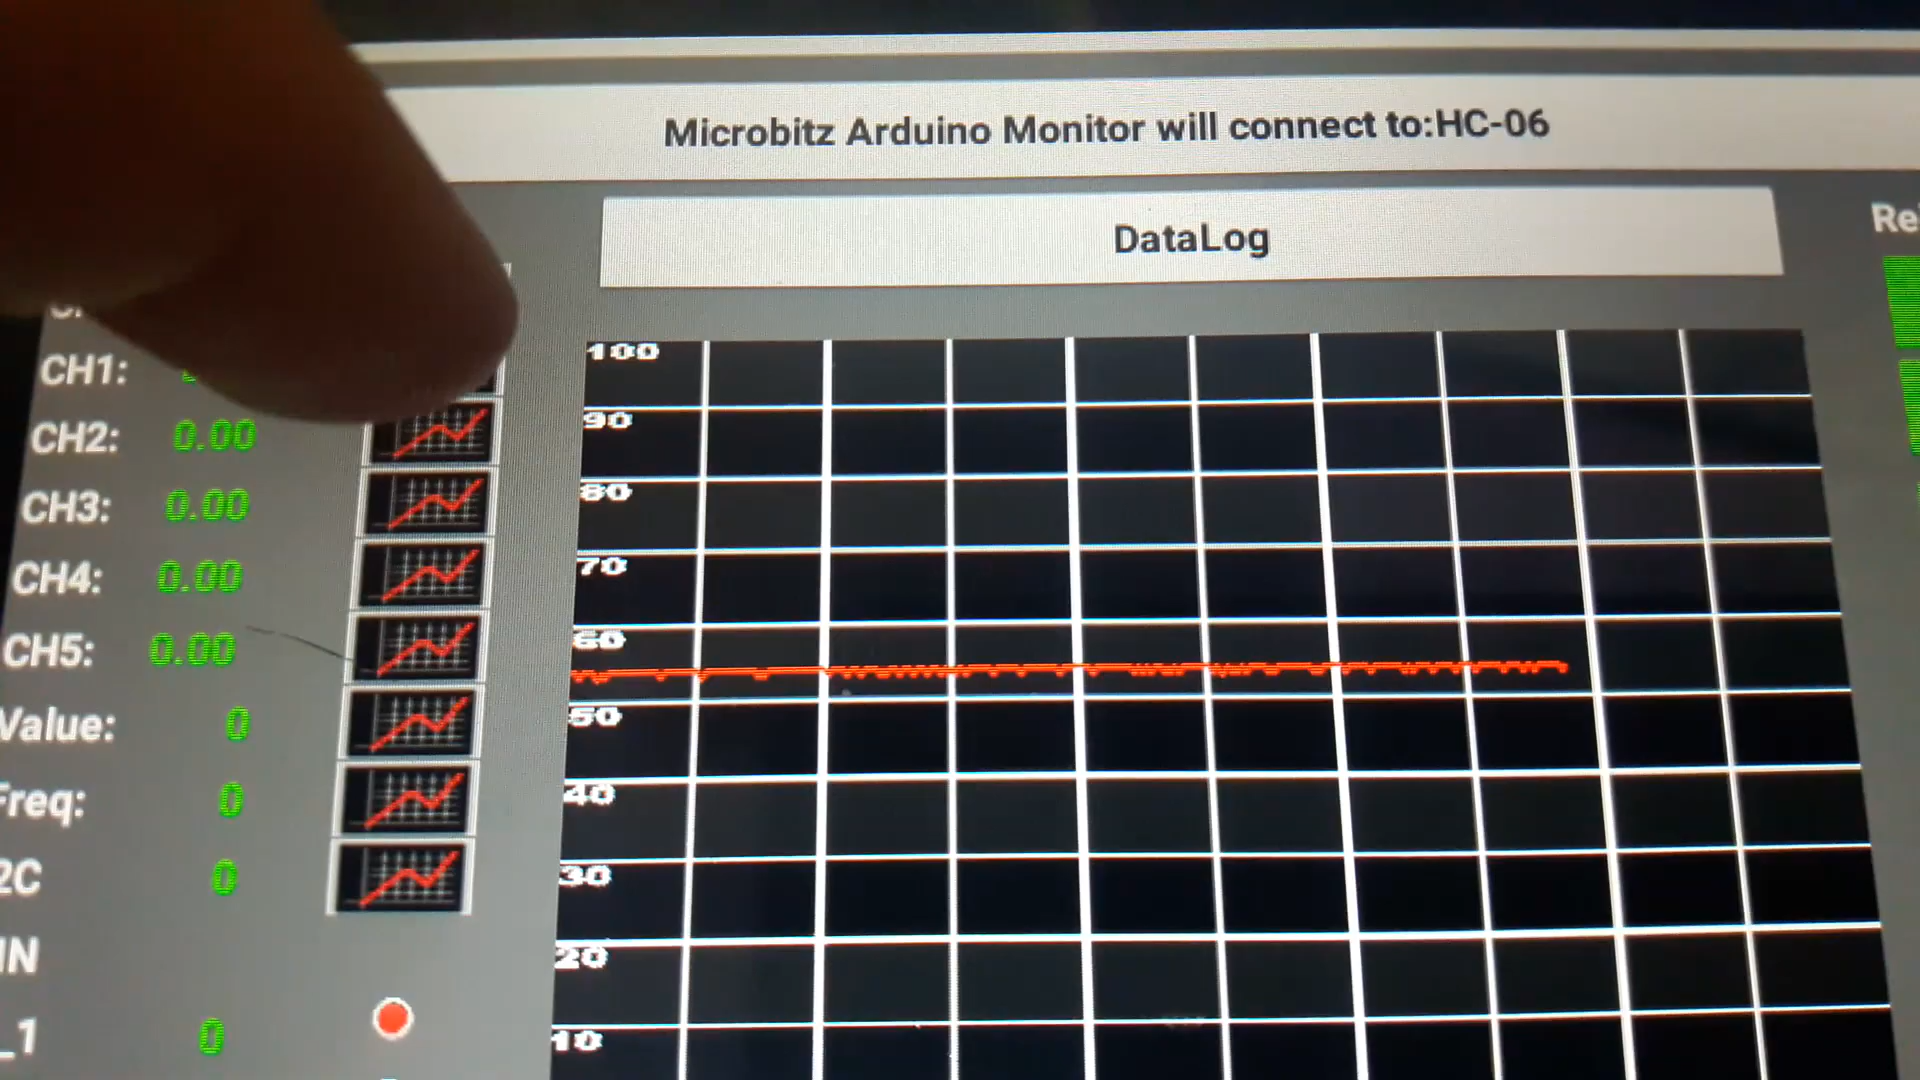 Microbitz Arduino Monitor will connect to:HC-06
DataLog
CH1:
CH2: 0.00
CH3: 0.00
CH4: 0.00
CH5: 0.00
Value: 0
Freq: 0
2C 0
IN
_1 0
100
90
80
70
60
50
40
30
20
10